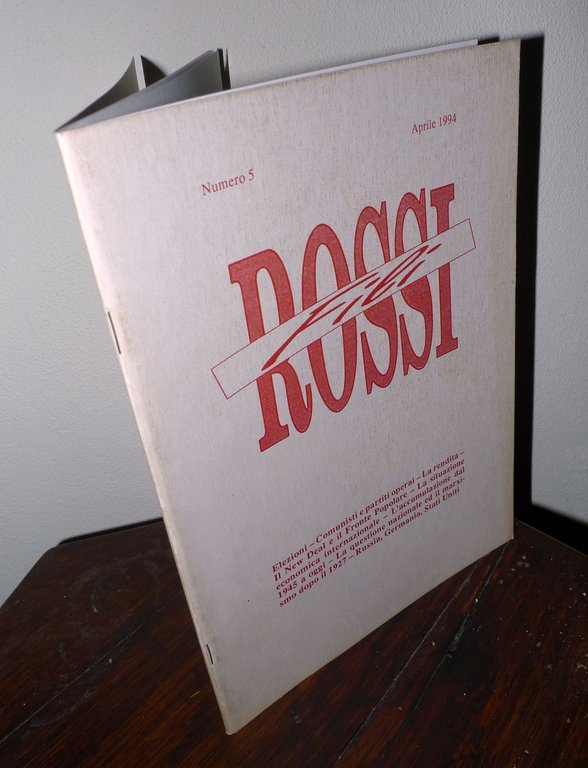 Numero 5
Aprile 1994
Fili
ROSSI
Elezioni – Comunisti e partiti operai – La rendita –
Il New Deal e il Fronte Popolare – La situazione
economica internazionale – L'accumulazione dal
1945 a oggi – La questione nazionale ed il marxi-
smo dopo il 1927 – Russia, Germania, Stati Uniti